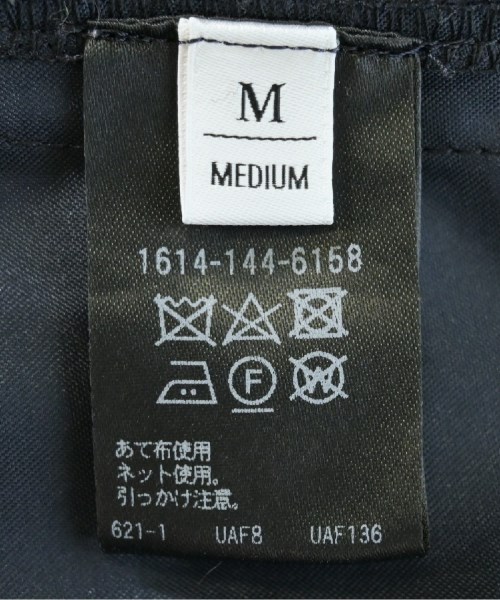 M
MEDIUM
1614-144-6158
F W
あて布使用
ネット使用。
引っかけ注意。
621-1 UAF8 UAF136